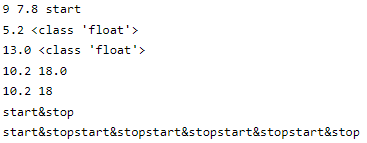 9 7.8 start
5.2 <class 'float'>
13.0 <class 'float'>
10.2 18.0
10.2 18
start&stop
start&stopstart&stopstart&stopstart&stopstart&stop